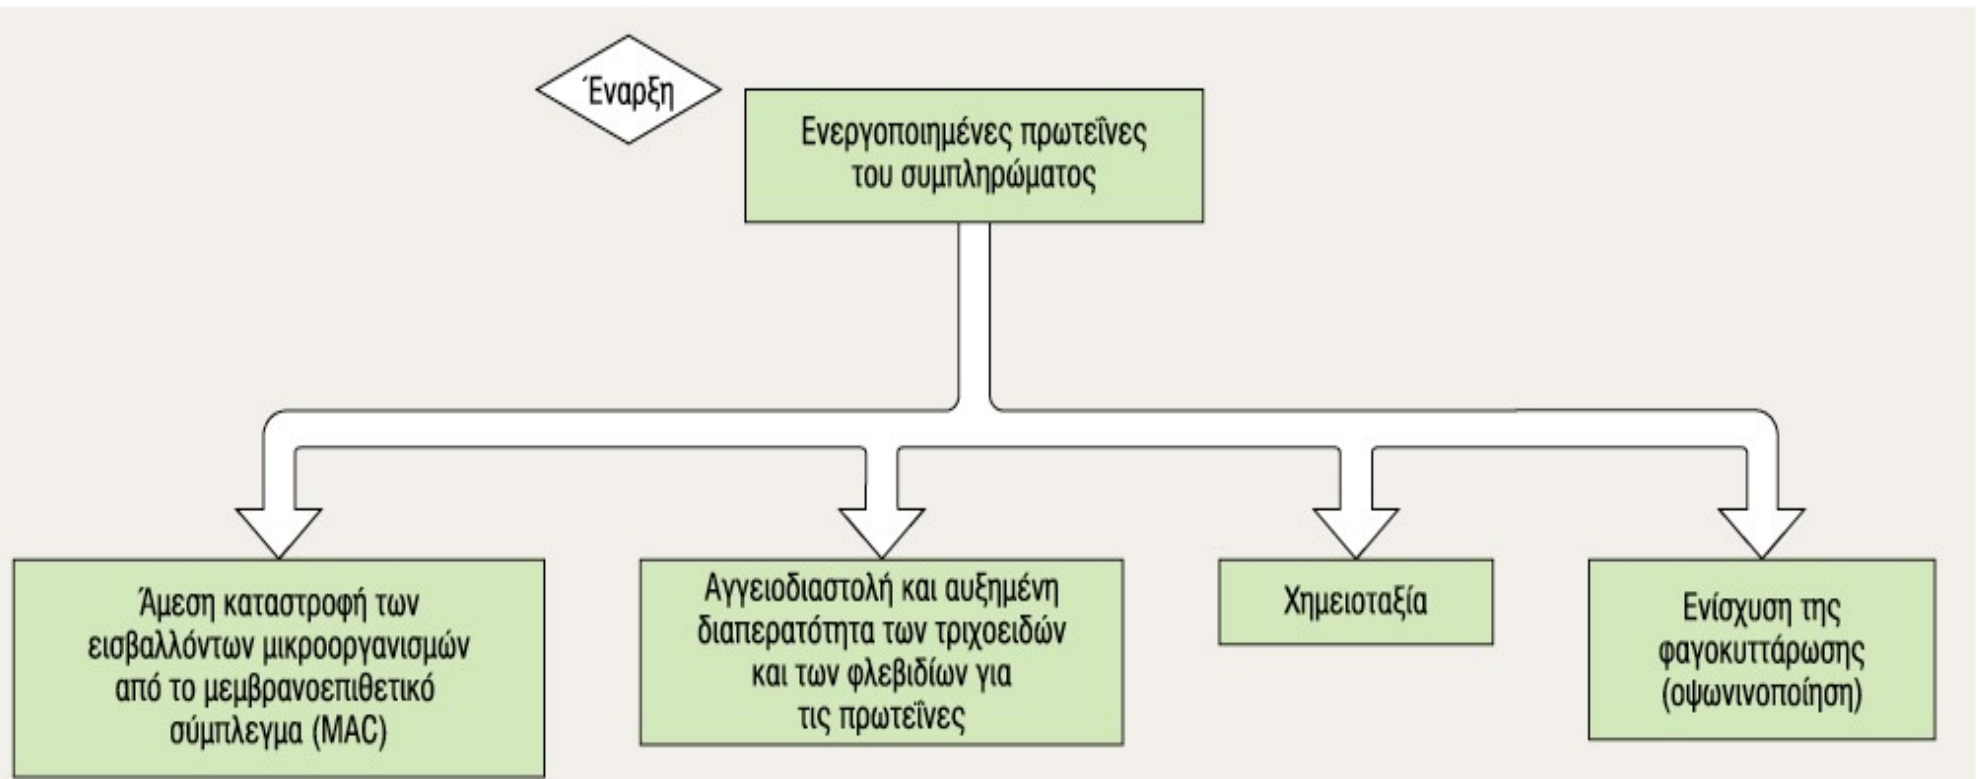 Έναρξη
Ενεργοποιημένες πρωτεΐνες
του συμπληρώματος
Άμεση καταστροφή των
εισβαλλόντων μικροοργανισμών
από το μεμβρανοεπιθετικό
σύμπλεγμα (MAC)
Αγγειοδιαστολή και αυξημένη
διαπερατότητα των τριχοειδών
και των φλεβιδίων για
τις πρωτεΐνες
Χημειοταξία
Ενίσχυση της
φαγοκυττάρωσης
(οψωνινοποίηση)